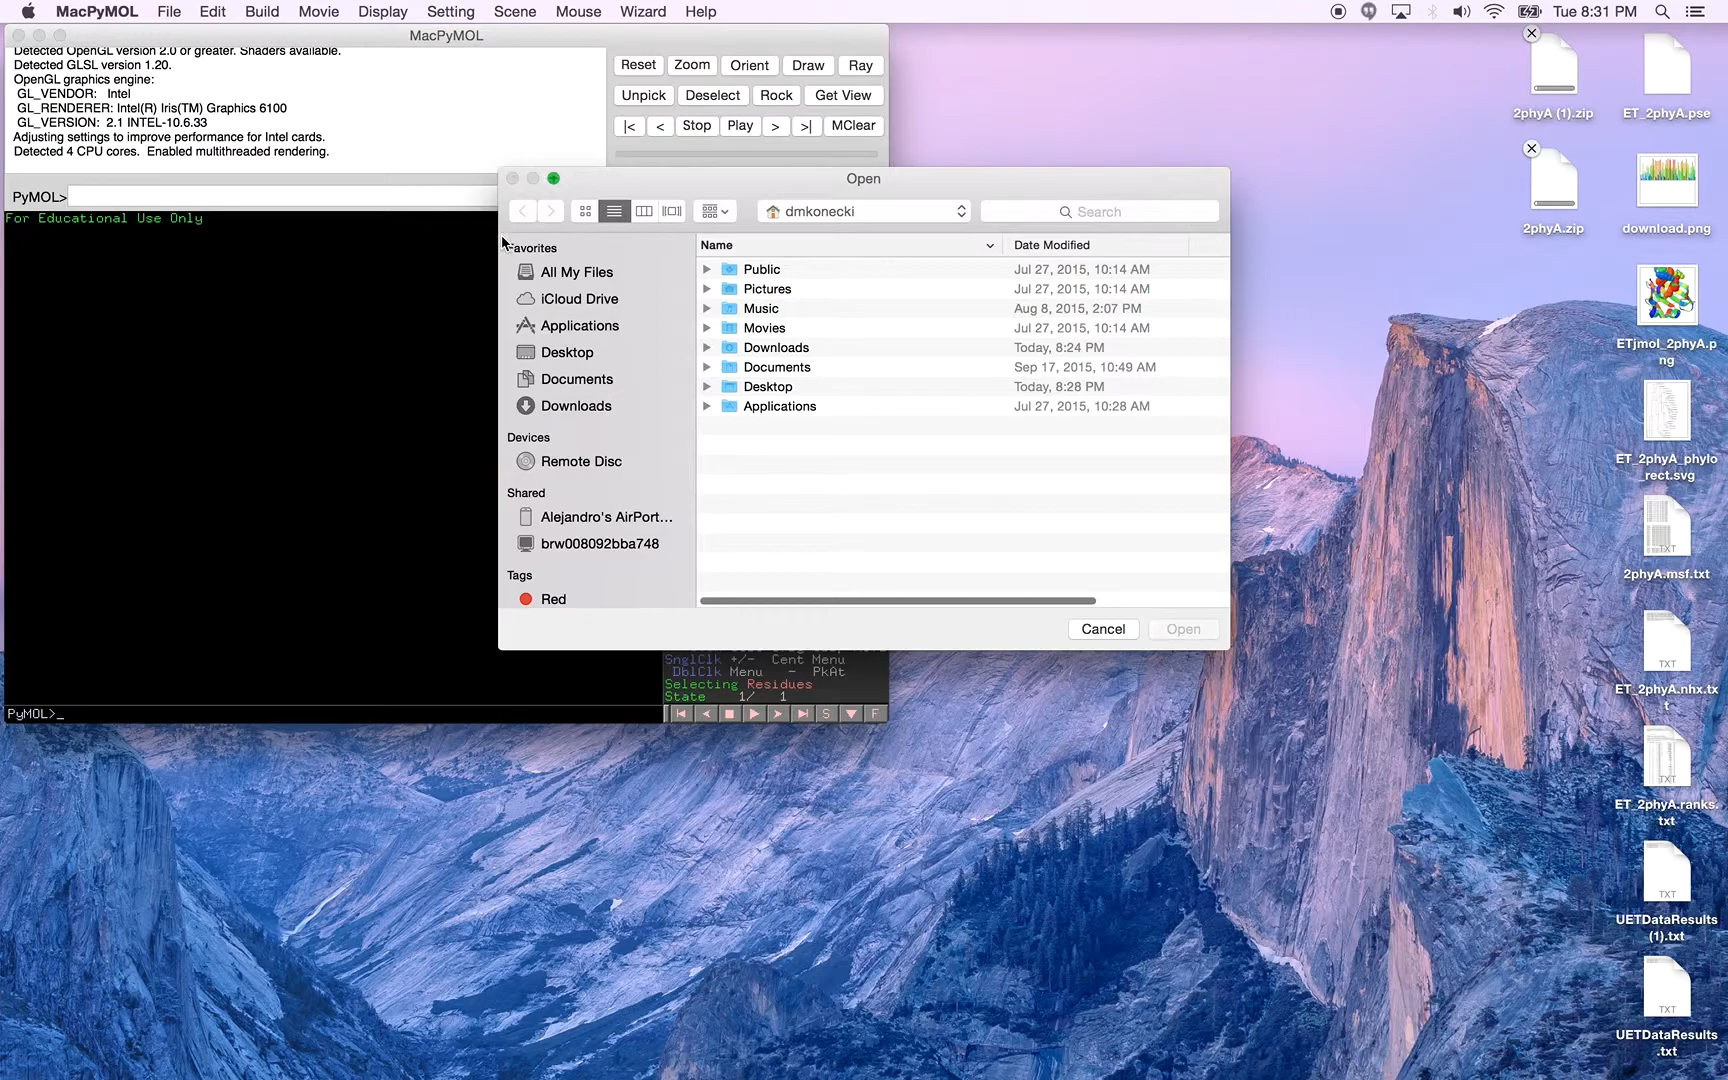 MacPyMOL File Edit Build Movie Display Setting Scene Mouse Wizard Help Tue 8:31 PM
MacPyMOL
Detected OpenGL version 2.0 or greater. Shaders available.
Detected GLSL version 1.20.
OpenGL graphics engine:
GL_VENDOR: Intel
GL_RENDERER: Intel(R) Iris(TM) Graphics 6100
GL_VERSION: 2.1 INTEL-10.6.33
Adjusting settings to improve performance for Intel cards.
Detected 4 CPU cores. Enabled multithreaded rendering.
Reset Zoom Orient Draw Ray
Unpick Deselect Rock Get View
|< < Stop Play > >| MClear
PyMOL>
For Educational Use Only
Open
dmkonecki
Search
Favorites
All My Files
iCloud Drive
Applications
Desktop
Documents
Downloads
Devices
Remote Disc
Shared
Alejandro's AirPort...
brw008092bba748
Tags
Red
Name Date Modified
Public Jul 27, 2015, 10:14 AM
Pictures Jul 27, 2015, 10:14 AM
Music Aug 8, 2015, 2:07 PM
Movies Jul 27, 2015, 10:14 AM
Downloads Today, 8:24 PM
Documents Sep 17, 2015, 10:49 AM
Desktop Today, 8:28 PM
Applications Jul 27, 2015, 10:28 AM
Cancel Open
SnglClk +/- Cent Menu
DblClk Menu - PkAt
Selecting Residues
State 1/ 1
PyMOL>_
S F
2phyA (1).zip
ET_2phyA.pse
2phyA.zip
download.png
ETjmol_2phyA.p
ng
ET_2phyA_phylo
_rect.svg
TXT
2phyA.msf.txt
TXT
ET_2phyA.nhx.tx
t
TXT
ET_2phyA.ranks.
txt
TXT
UETDataResults
(1).txt
TXT
UETDataResults
.txt